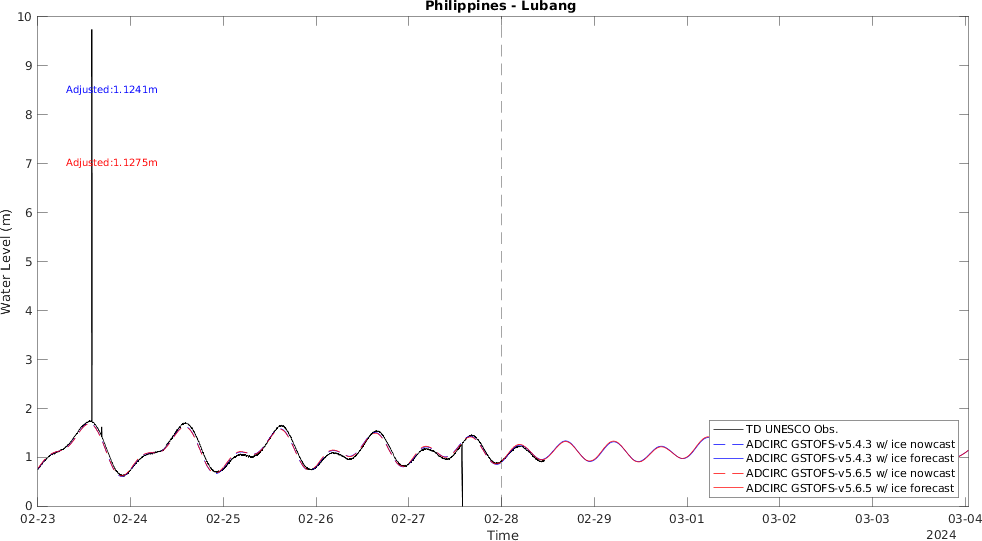 Philippines - Lubang
10
9
8
7
6
5
4
3
2
1
0
Water Level (m)
Adjusted:1.1241m
Adjusted:1.1275m
TD UNESCO Obs.
ADCIRC GSTOFS-v5.4.3 w/ ice nowcast
ADCIRC GSTOFS-v5.4.3 w/ ice forecast
ADCIRC GSTOFS-v5.6.5 w/ ice nowcast
ADCIRC GSTOFS-v5.6.5 w/ ice forecast
02-23 02-24 02-25 02-26 02-27 02-28 02-29 03-01 03-02 03-03 03-04
Time
2024